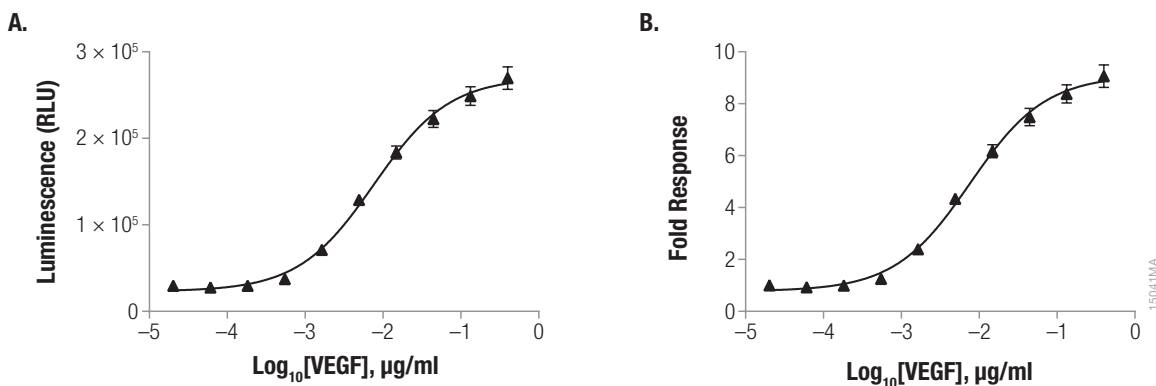 A.
3 × 10⁵
2 × 10⁵
1 × 10⁵
0
Luminescence (RLU)
–5
–4
–3
–2
–1
0
Log₁₀[VEGF], µg/ml
B.
10
8
6
4
2
0
Fold Response
–5
–4
–3
–2
–1
0
Log₁₀[VEGF], µg/ml
15041MA